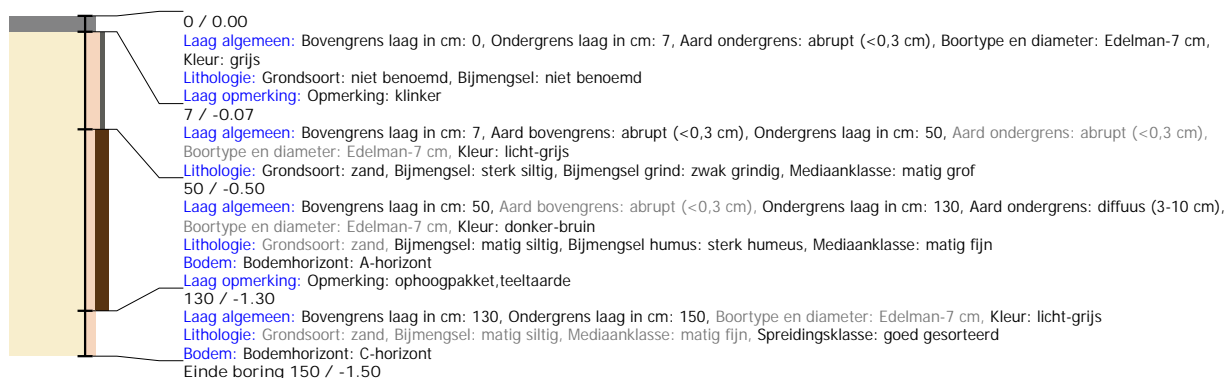 0 / 0.00
Laag algemeen: Bovengrens laag in cm: 0, Ondergrens laag in cm: 7, Aard ondergrens: abrupt (<0,3 cm), Boortype en diameter: Edelman-7 cm,
Kleur: grijs
Lithologie: Grondsoort: niet benoemd, Bijmengsel: niet benoemd
Laag opmerking: Opmerking: klinker
7 / -0.07
Laag algemeen: Bovengrens laag in cm: 7, Aard bovengrens: abrupt (<0,3 cm), Ondergrens laag in cm: 50, Aard ondergrens: abrupt (<0,3 cm),
Boortype en diameter: Edelman-7 cm, Kleur: licht-grijs
Lithologie: Grondsoort: zand, Bijmengsel: sterk siltig, Bijmengsel grind: zwak grindig, Mediaanklasse: matig grof
50 / -0.50
Laag algemeen: Bovengrens laag in cm: 50, Aard bovengrens: abrupt (<0,3 cm), Ondergrens laag in cm: 130, Aard ondergrens: diffuus (3-10 cm),
Boortype en diameter: Edelman-7 cm, Kleur: donker-bruin
Lithologie: Grondsoort: zand, Bijmengsel: matig siltig, Bijmengsel humus: sterk humeus, Mediaanklasse: matig fijn
Bodem: Bodemhorizont: A-horizont
Laag opmerking: Opmerking: ophoogpakket,teeltaarde
130 / -1.30
Laag algemeen: Bovengrens laag in cm: 130, Ondergrens laag in cm: 150, Boortype en diameter: Edelman-7 cm, Kleur: licht-grijs
Lithologie: Grondsoort: zand, Bijmengsel: matig siltig, Mediaanklasse: matig fijn, Spreidingsklasse: goed gesorteerd
Bodem: Bodemhorizont: C-horizont
Einde boring 150 / -1.50